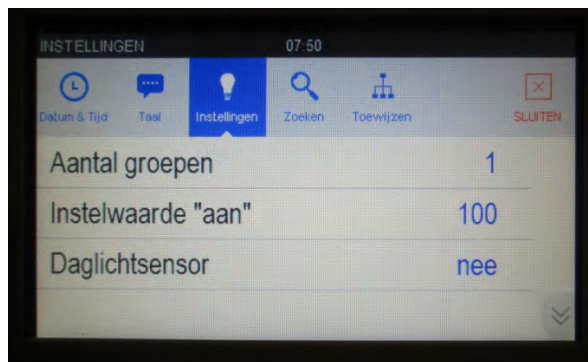 INSTELLINGEN 07:50
Datum & Tijd Taal Instellingen Zoeken Toewijzen SLUITEN
Aantal groepen 1
Instelwaarde "aan" 100
Daglichtsensor nee